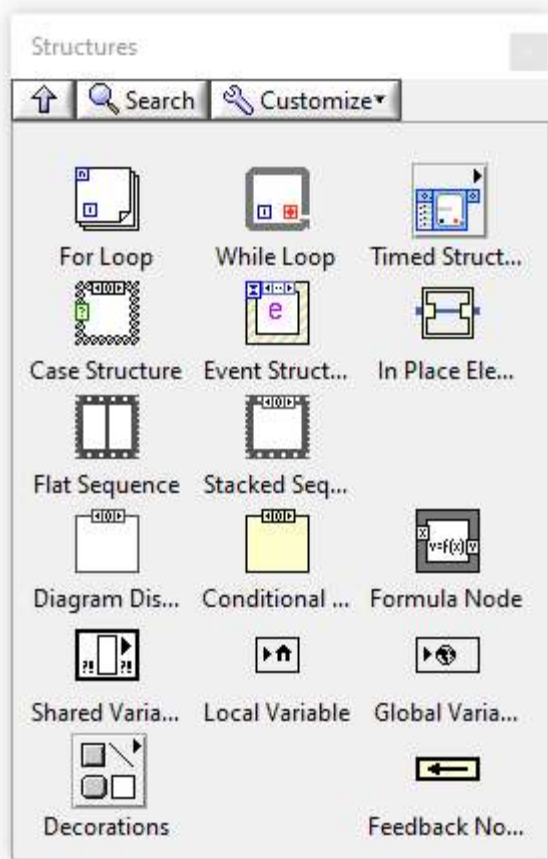 Structures
Search Customize
For Loop While Loop Timed Struct...
Case Structure Event Struct... In Place Ele...
Flat Sequence Stacked Seq...
Diagram Dis... Conditional ... Formula Node
Shared Varia... Local Variable Global Varia...
Decorations Feedback No...